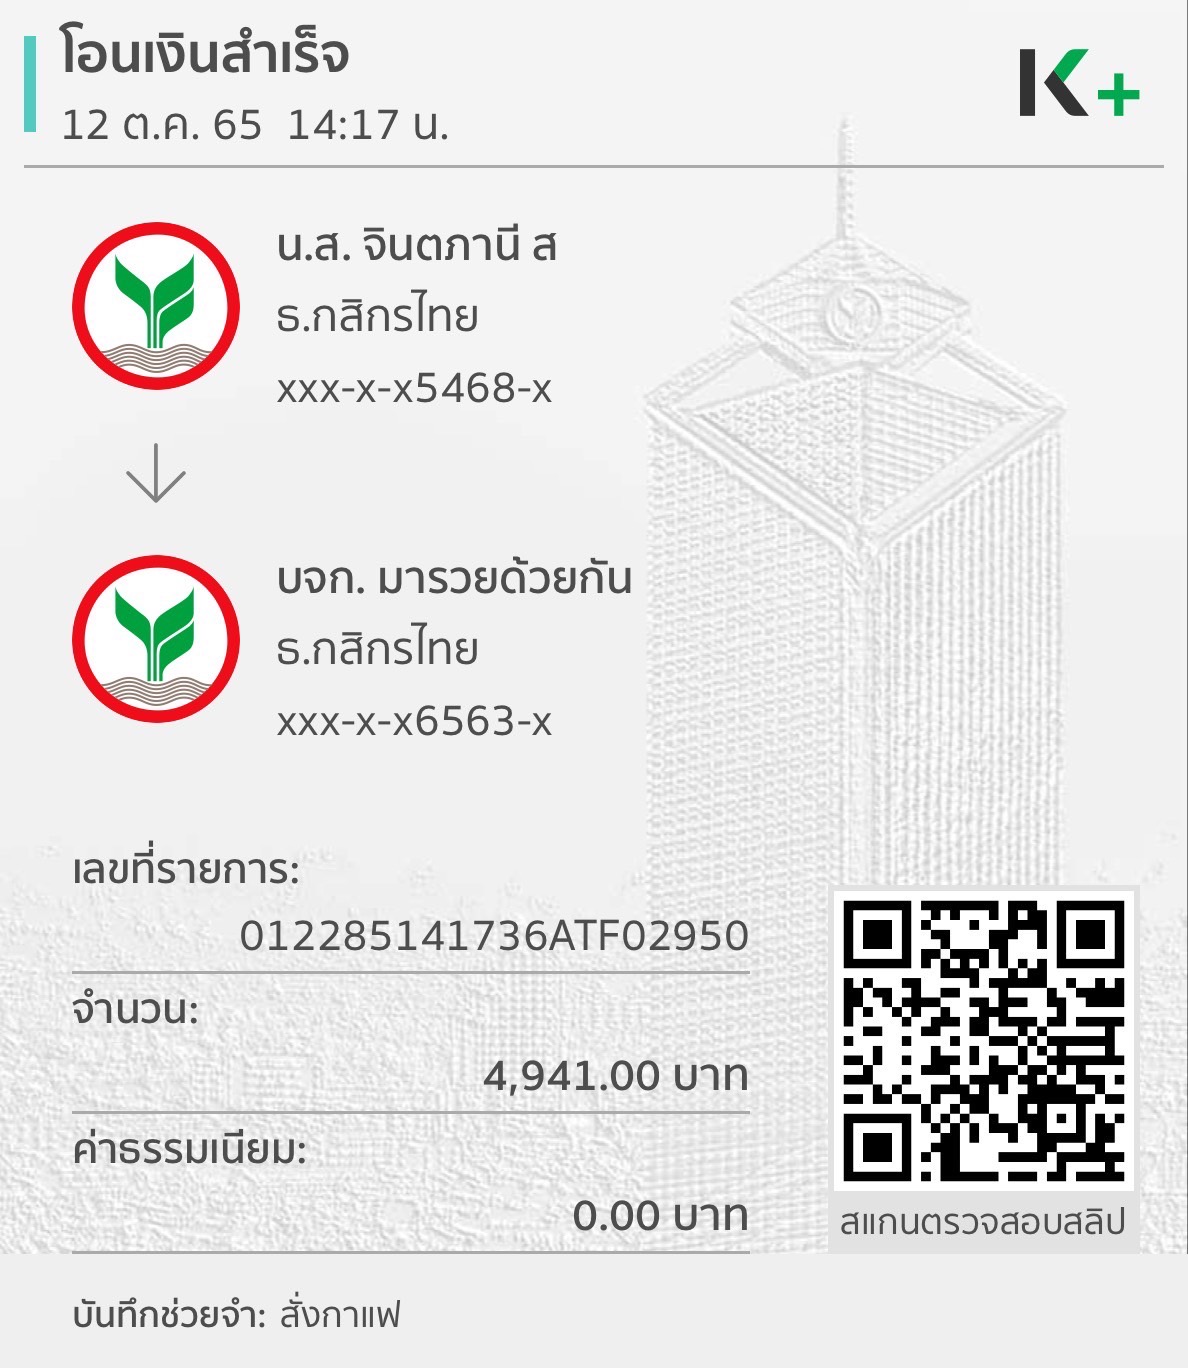 โอนเงินสำเร็จ
12 ต.ค. 65  14:17 น.
K+
น.ส. จินตภานี ส
ธ.กสิกรไทย
xxx-x-x5468-x
บจก. มารวยด้วยกัน
ธ.กสิกรไทย
xxx-x-x6563-x
เลขที่รายการ:
012285141736ATF02950
จำนวน:
4,941.00 บาท
ค่าธรรมเนียม:
0.00 บาท
สแกนตรวจสอบสลิป
บันทึกช่วยจำ: สั่งกาแฟ